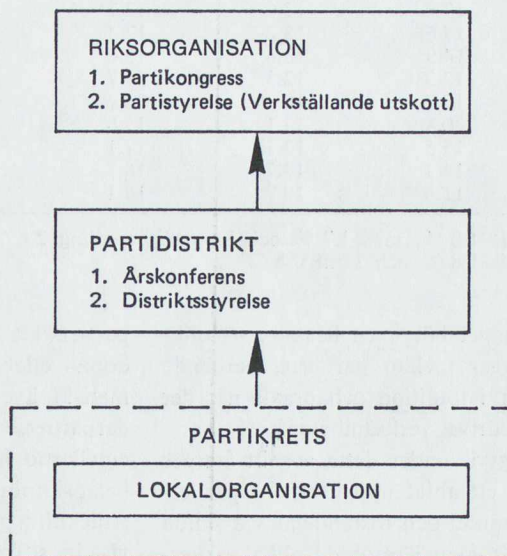 RIKSORGANISATION
1. Partikongress
2. Partistyrelse (Verkställande utskott)
PARTIDISTRIKT
1. Årskonferens
2. Distriktsstyrelse
PARTIKRETS
LOKALORGANISATION